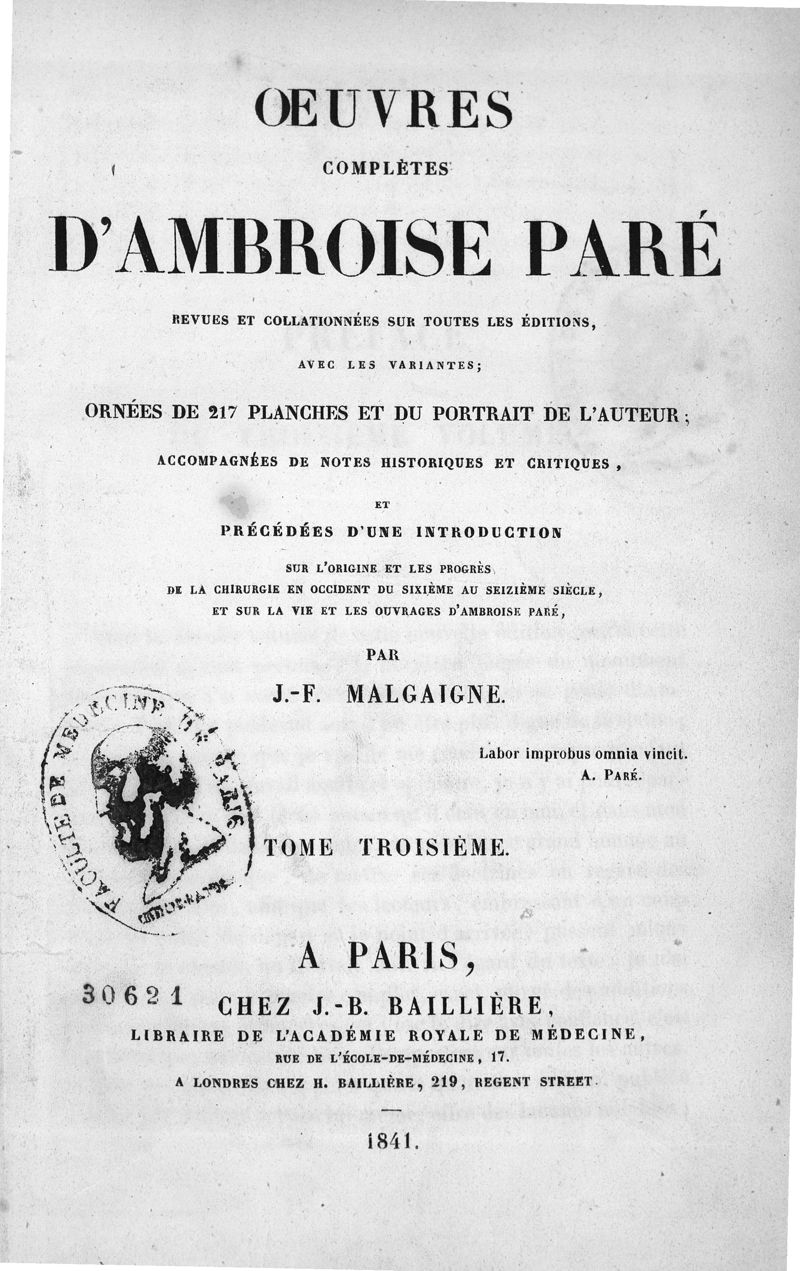 OEUVRES
COMPLÈTES
D'AMBROISE PARÉ
REVUES ET COLLATIONNÉES SUR TOUTES LES ÉDITIONS,
AVEC LES VARIANTES;
ORNÉES DE 217 PLANCHES ET DU PORTRAIT DE L'AUTEUR;
ACCOMPAGNÉES DE NOTES HISTORIQUES ET CRITIQUES,
ET
PRÉCÉDÉES D'UNE INTRODUCTION
SUR L'ORIGINE ET LES PROGRÈS
DE LA CHIRURGIE EN OCCIDENT DU SIXIÈME AU SEIZIÈME SIÈCLE,
ET SUR LA VIE ET LES OUVRAGES D'AMBROISE PARÉ,
PAR
J.-F. MALGAIGNE.
Labor improbus omnia vincit.
A. PARÉ.
FACULTE DE MEDECINE DE PARIS
TOME TROISIÈME.
A PARIS,
30621
CHEZ J.-B. BAILLIÈRE,
LIBRAIRE DE L'ACADÉMIE ROYALE DE MÉDECINE,
RUE DE L'ÉCOLE-DE-MÉDECINE, 17.
A LONDRES CHEZ H. BAILLIÈRE, 219, REGENT STREET.
1841.